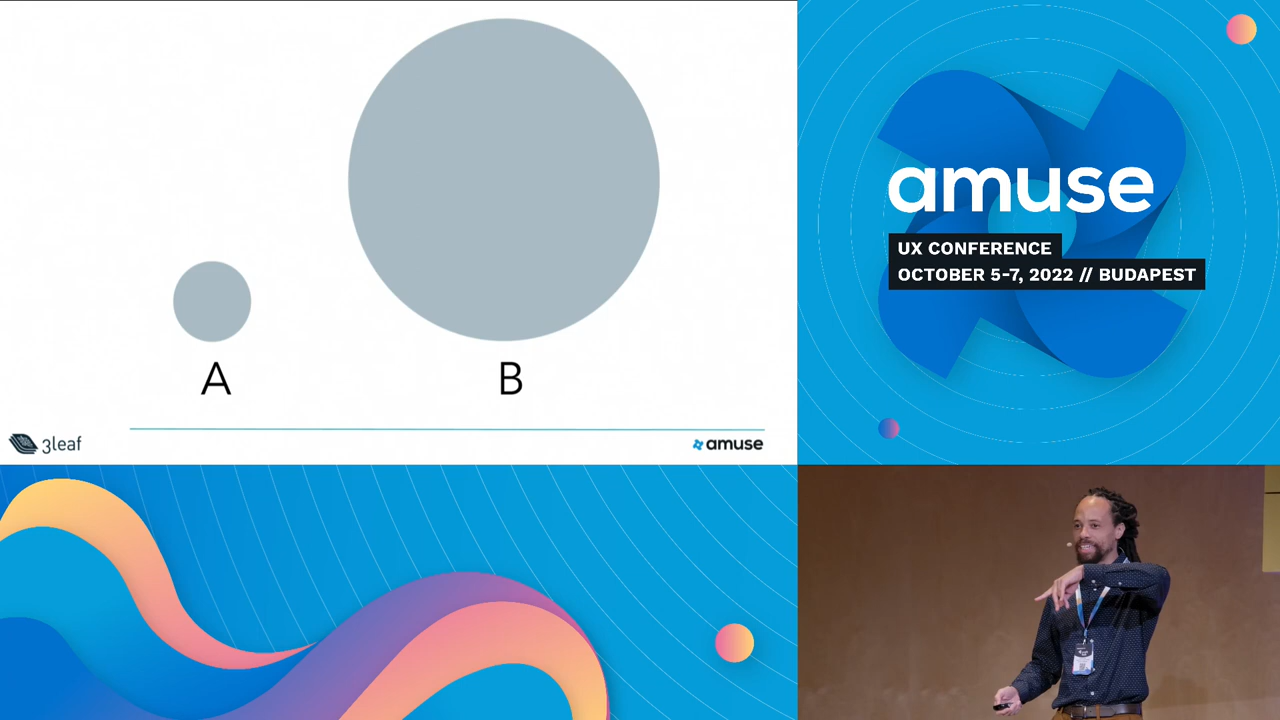 A
B
3leaf
amuse
amuse
UX CONFERENCE
OCTOBER 5-7, 2022 // BUDAPEST